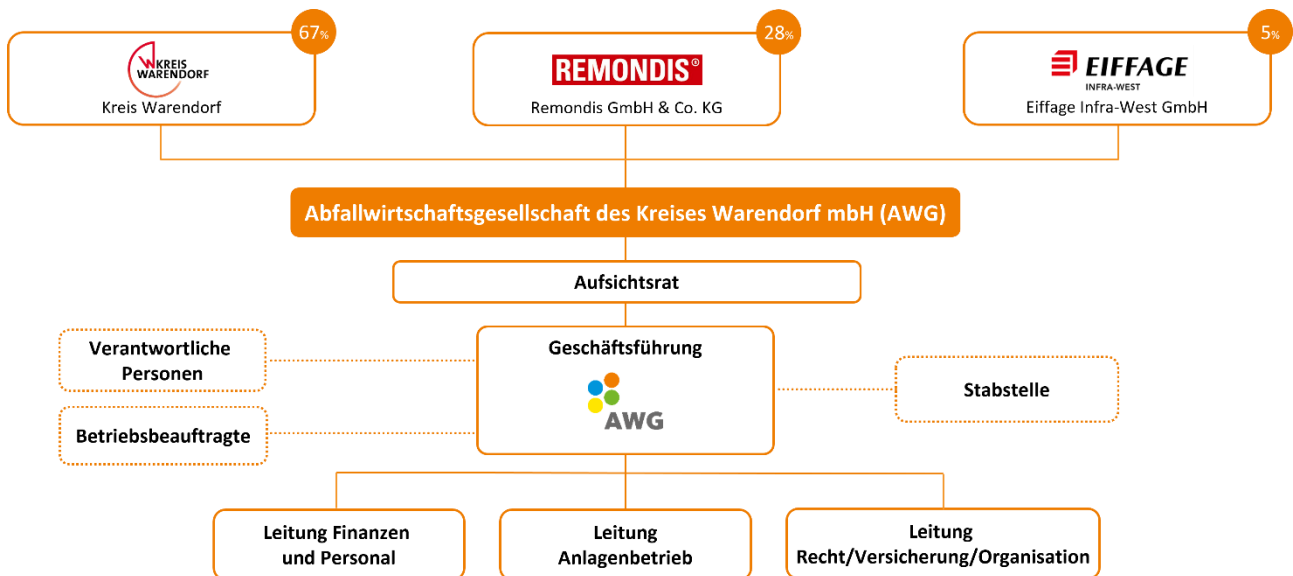 67%
28%
5%
KREIS
WARENDORF
Kreis Warendorf
REMONDIS®
Remondis GmbH & Co. KG
EIFFAGE
INFRA-WEST
Eiffage Infra-West GmbH
Abfallwirtschaftsgesellschaft des Kreises Warendorf mbH (AWG)
Aufsichtsrat
Verantwortliche
Personen
Geschäftsführung
AWG
Stabstelle
Betriebsbeauftragte
Leitung Finanzen
und Personal
Leitung
Anlagenbetrieb
Leitung
Recht/Versicherung/Organisation